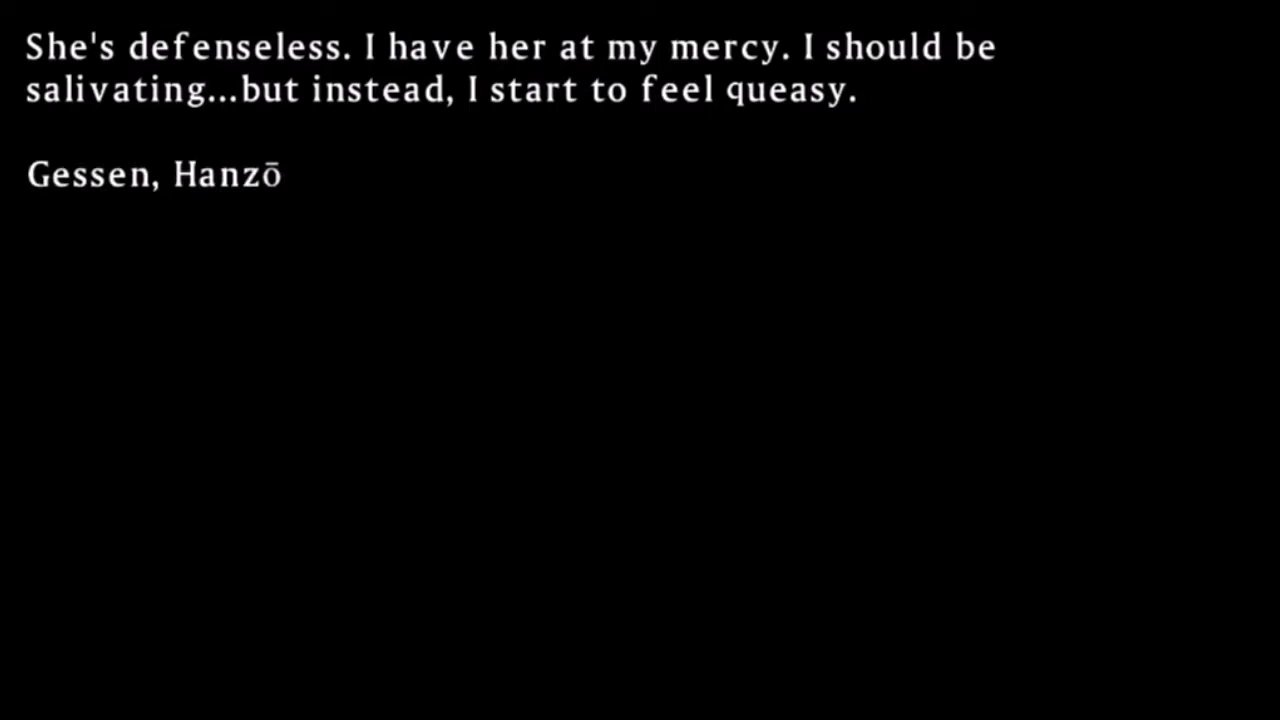 She's defenseless. I have her at my mercy. I should be
salivating...but instead, I start to feel queasy.
Gessen, Hanzō